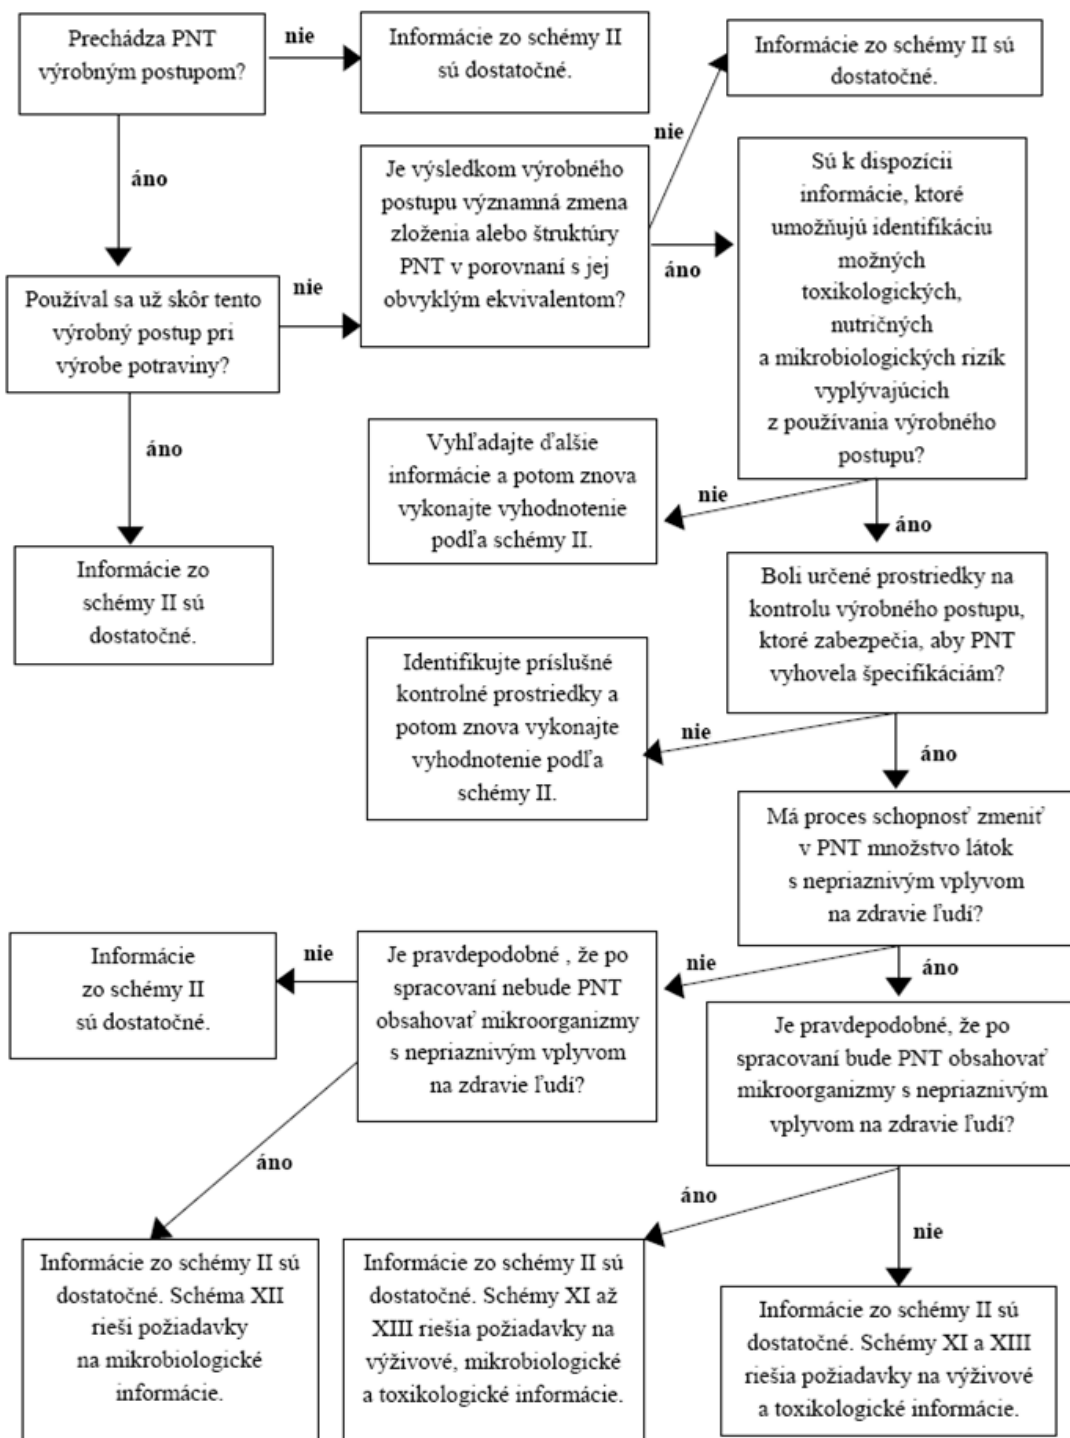 Prechádza PNT
výrobným postupom?
nie
Informácie zo schémy II
sú dostatočné.
Informácie zo schémy II sú
dostatočné.
áno
nie
Je výsledkom výrobného
postupu významná zmena
zloženia alebo štruktúry
PNT v porovnaní s jej
obvyklým ekvivalentom?
áno
Sú k dispozícii
informácie, ktoré
umožňujú identifikáciu
možných
toxikologických,
nutričných
a mikrobiologických rizík
vyplývajúcich
z používania výrobného
postupu?
Používal sa už skôr tento
výrobný postup pri
výrobe potraviny?
nie
áno
Vyhľadajte ďalšie
informácie a potom znova
vykonajte vyhodnotenie
podľa schémy II.
nie
áno
Informácie zo
schémy II sú
dostatočné.
Boli určené prostriedky na
kontrolu výrobného postupu,
ktoré zabezpečia, aby PNT
vyhovela špecifikáciám?
Identifikujte príslušné
kontrolné prostriedky a
potom znova vykonajte
vyhodnotenie podľa
schémy II.
nie
áno
Má proces schopnosť zmeniť
v PNT množstvo látok
s nepriaznivým vplyvom
na zdravie ľudí?
Informácie
zo schémy II
sú dostatočné.
nie
Je pravdepodobné , že po
spracovaní nebude PNT
obsahovať mikroorganizmy
s nepriaznivým vplyvom
na zdravie ľudí?
nie
áno
Je pravdepodobné, že po
spracovaní bude PNT obsahovať
mikroorganizmy s nepriaznivým
vplyvom na zdravie ľudí?
áno
áno
nie
Informácie zo schémy II sú
dostatočné. Schéma XII
rieši požiadavky
na mikrobiologické
informácie.
Informácie zo schémy II sú
dostatočné. Schémy XI až
XIII riešia požiadavky na
výživové, mikrobiologické
a toxikologické informácie.
Informácie zo schémy II sú
dostatočné. Schémy XI a XIII
riešia požiadavky na výživové
a toxikologické informácie.